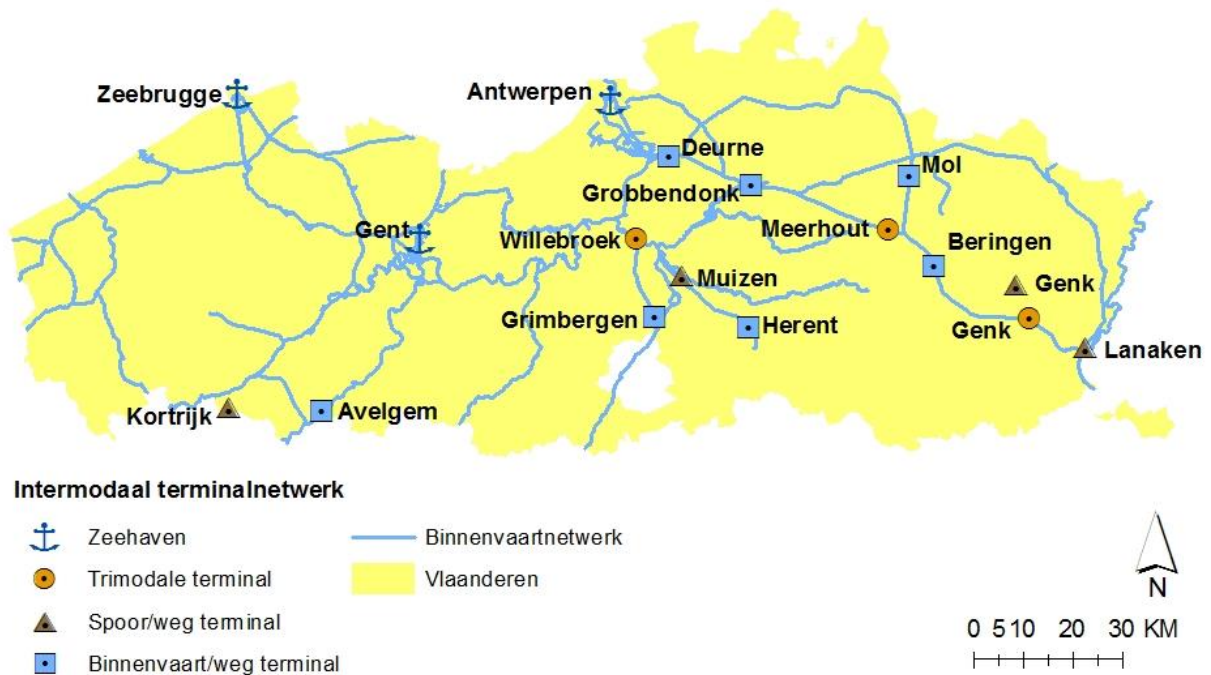 Zeebrugge
Antwerpen
Deurne
Mol
Grobbendonk
Gent
Willebroek
Meerhout
Beringen
Muizen
Genk
Grimbergen
Herent
Genk
Lanaken
Kortrijk
Avelgem
Intermodaal terminalnetwerk
Zeehaven
Binnenvaartnetwerk
Trimodale terminal
Vlaanderen
Spoor/weg terminal
Binnenvaart/weg terminal
N
0 5 10 20 30 KM